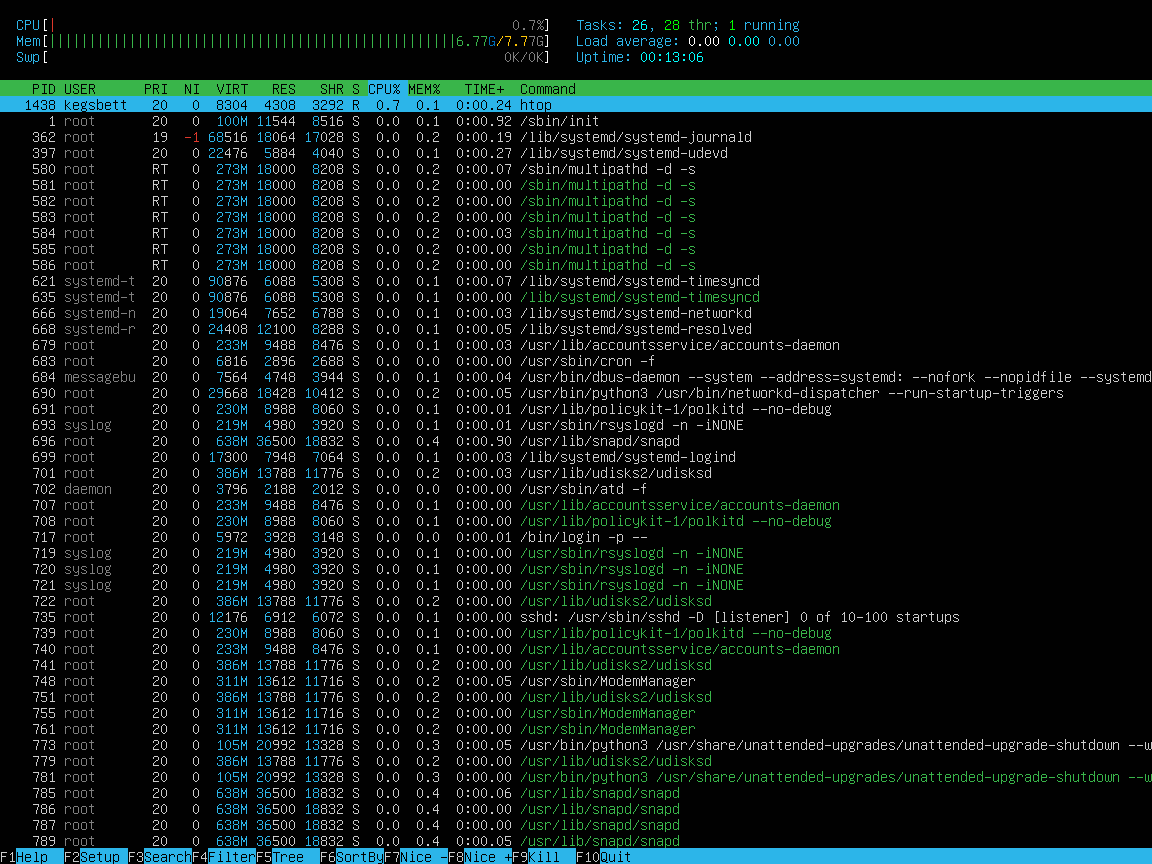 CPU[| 0.7%] Tasks: 26, 28 thr; 1 running
Mem[|||||||||||||||||||||||||||||||||||||||||||||||||||6.77G/7.77G] Load average: 0.00 0.00 0.00
Swp[ 0K/0K] Uptime: 00:13:06
PID USER PRI NI VIRT RES SHR S CPU% MEM% TIME+ Command
1438 kegsbett 20 0 8304 4308 3292 R 0.7 0.1 0:00.24 htop
1 root 20 0 100M 11544 8516 S 0.0 0.1 0:00.92 /sbin/init
362 root 19 -1 68516 18064 17028 S 0.0 0.2 0:00.19 /lib/systemd/systemd-journald
397 root 20 0 22476 5884 4040 S 0.0 0.1 0:00.27 /lib/systemd/systemd-udevd
580 root RT 0 273M 18000 8208 S 0.0 0.2 0:00.07 /sbin/multipathd -d -s
581 root RT 0 273M 18000 8208 S 0.0 0.2 0:00.00 /sbin/multipathd -d -s
582 root RT 0 273M 18000 8208 S 0.0 0.2 0:00.00 /sbin/multipathd -d -s
583 root RT 0 273M 18000 8208 S 0.0 0.2 0:00.00 /sbin/multipathd -d -s
584 root RT 0 273M 18000 8208 S 0.0 0.2 0:00.03 /sbin/multipathd -d -s
585 root RT 0 273M 18000 8208 S 0.0 0.2 0:00.00 /sbin/multipathd -d -s
586 root RT 0 273M 18000 8208 S 0.0 0.2 0:00.00 /sbin/multipathd -d -s
621 systemd-t 20 0 90876 6088 5308 S 0.0 0.1 0:00.07 /lib/systemd/systemd-timesyncd
635 systemd-t 20 0 90876 6088 5308 S 0.0 0.1 0:00.00 /lib/systemd/systemd-timesyncd
666 systemd-n 20 0 19064 7652 6788 S 0.0 0.1 0:00.03 /lib/systemd/systemd-networkd
668 systemd-r 20 0 24408 12100 8288 S 0.0 0.1 0:00.05 /lib/systemd/systemd-resolved
679 root 20 0 233M 9488 8476 S 0.0 0.1 0:00.03 /usr/lib/accountsservice/accounts-daemon
683 root 20 0 6816 2896 2688 S 0.0 0.0 0:00.00 /usr/sbin/cron -f
684 messagebu 20 0 7564 4748 3944 S 0.0 0.1 0:00.04 /usr/bin/dbus-daemon --system --address=systemd: --nofork --nopidfile --systemd
690 root 20 0 29668 18428 10412 S 0.0 0.2 0:00.05 /usr/bin/python3 /usr/bin/networkd-dispatcher --run-startup-triggers
691 root 20 0 230M 8988 8060 S 0.0 0.1 0:00.01 /usr/lib/policykit-1/polkitd --no-debug
693 syslog 20 0 219M 4980 3920 S 0.0 0.1 0:00.01 /usr/sbin/rsyslogd -n -iNONE
696 root 20 0 638M 36500 18832 S 0.0 0.4 0:00.90 /usr/lib/snapd/snapd
699 root 20 0 17300 7948 7064 S 0.0 0.1 0:00.03 /lib/systemd/systemd-logind
701 root 20 0 386M 13788 11776 S 0.0 0.2 0:00.03 /usr/lib/udisks2/udisksd
702 daemon 20 0 3796 2188 2012 S 0.0 0.0 0:00.00 /usr/sbin/atd -f
707 root 20 0 233M 9488 8476 S 0.0 0.1 0:00.00 /usr/lib/accountsservice/accounts-daemon
708 root 20 0 230M 8988 8060 S 0.0 0.1 0:00.00 /usr/lib/policykit-1/polkitd --no-debug
717 root 20 0 5972 3928 3148 S 0.0 0.0 0:00.01 /bin/login -p --
719 syslog 20 0 219M 4980 3920 S 0.0 0.1 0:00.00 /usr/sbin/rsyslogd -n -iNONE
720 syslog 20 0 219M 4980 3920 S 0.0 0.1 0:00.00 /usr/sbin/rsyslogd -n -iNONE
721 syslog 20 0 219M 4980 3920 S 0.0 0.1 0:00.00 /usr/sbin/rsyslogd -n -iNONE
722 root 20 0 386M 13788 11776 S 0.0 0.2 0:00.00 /usr/lib/udisks2/udisksd
735 root 20 0 12176 6912 6072 S 0.0 0.1 0:00.00 sshd: /usr/sbin/sshd -D [listener] 0 of 10-100 startups
739 root 20 0 230M 8988 8060 S 0.0 0.1 0:00.00 /usr/lib/policykit-1/polkitd --no-debug
740 root 20 0 233M 9488 8476 S 0.0 0.1 0:00.00 /usr/lib/accountsservice/accounts-daemon
741 root 20 0 386M 13788 11776 S 0.0 0.2 0:00.00 /usr/lib/udisks2/udisksd
748 root 20 0 311M 13612 11716 S 0.0 0.2 0:00.05 /usr/sbin/ModemManager
751 root 20 0 386M 13788 11776 S 0.0 0.2 0:00.00 /usr/lib/udisks2/udisksd
755 root 20 0 311M 13612 11716 S 0.0 0.2 0:00.00 /usr/sbin/ModemManager
761 root 20 0 311M 13612 11716 S 0.0 0.2 0:00.00 /usr/sbin/ModemManager
773 root 20 0 105M 20992 13328 S 0.0 0.3 0:00.05 /usr/bin/python3 /usr/share/unattended-upgrades/unattended-upgrade-shutdown --w
779 root 20 0 386M 13788 11776 S 0.0 0.2 0:00.00 /usr/lib/udisks2/udisksd
781 root 20 0 105M 20992 13328 S 0.0 0.3 0:00.00 /usr/bin/python3 /usr/share/unattended-upgrades/unattended-upgrade-shutdown --w
785 root 20 0 638M 36500 18832 S 0.0 0.4 0:00.06 /usr/lib/snapd/snapd
786 root 20 0 638M 36500 18832 S 0.0 0.4 0:00.00 /usr/lib/snapd/snapd
787 root 20 0 638M 36500 18832 S 0.0 0.4 0:00.00 /usr/lib/snapd/snapd
789 root 20 0 638M 36500 18832 S 0.0 0.4 0:00.05 /usr/lib/snapd/snapd
F1Help F2Setup F3SearchF4FilterF5Tree F6SortByF7Nice -F8Nice +F9Kill F10Quit